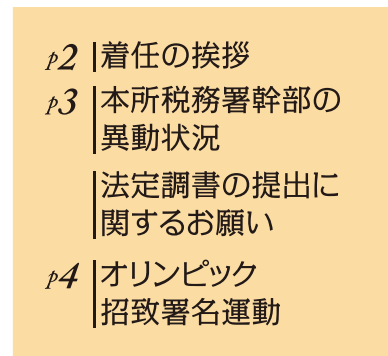 p2 着任の挨拶
p3 本所税務署幹部の
異動状況
法定調書の提出に
関するお願い
p4 オリンピック
招致署名運動